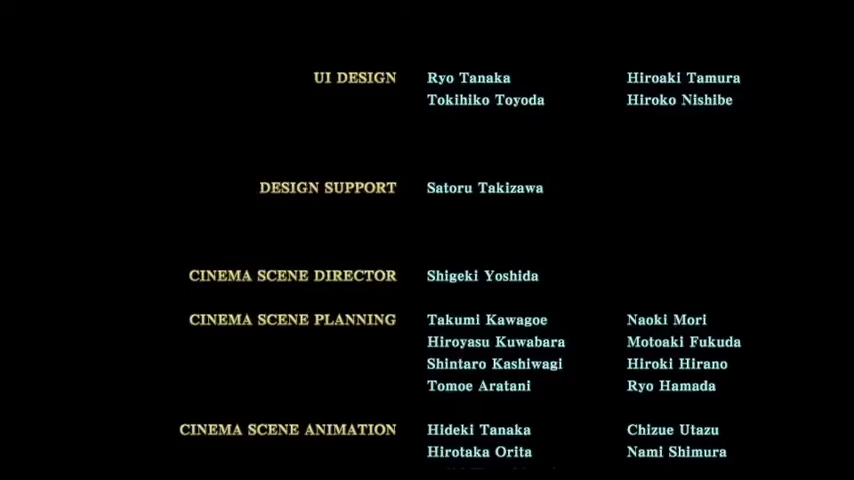 UI DESIGN Ryo Tanaka Hiroaki Tamura
Tokihiko Toyoda Hiroko Nishibe
DESIGN SUPPORT Satoru Takizawa
CINEMA SCENE DIRECTOR Shigeki Yoshida
CINEMA SCENE PLANNING Takumi Kawagoe Naoki Mori
Hiroyasu Kuwabara Motoaki Fukuda
Shintaro Kashiwagi Hiroki Hirano
Tomoe Aratani Ryo Hamada
CINEMA SCENE ANIMATION Hideki Tanaka Chizue Utazu
Hirotaka Orita Nami Shimura